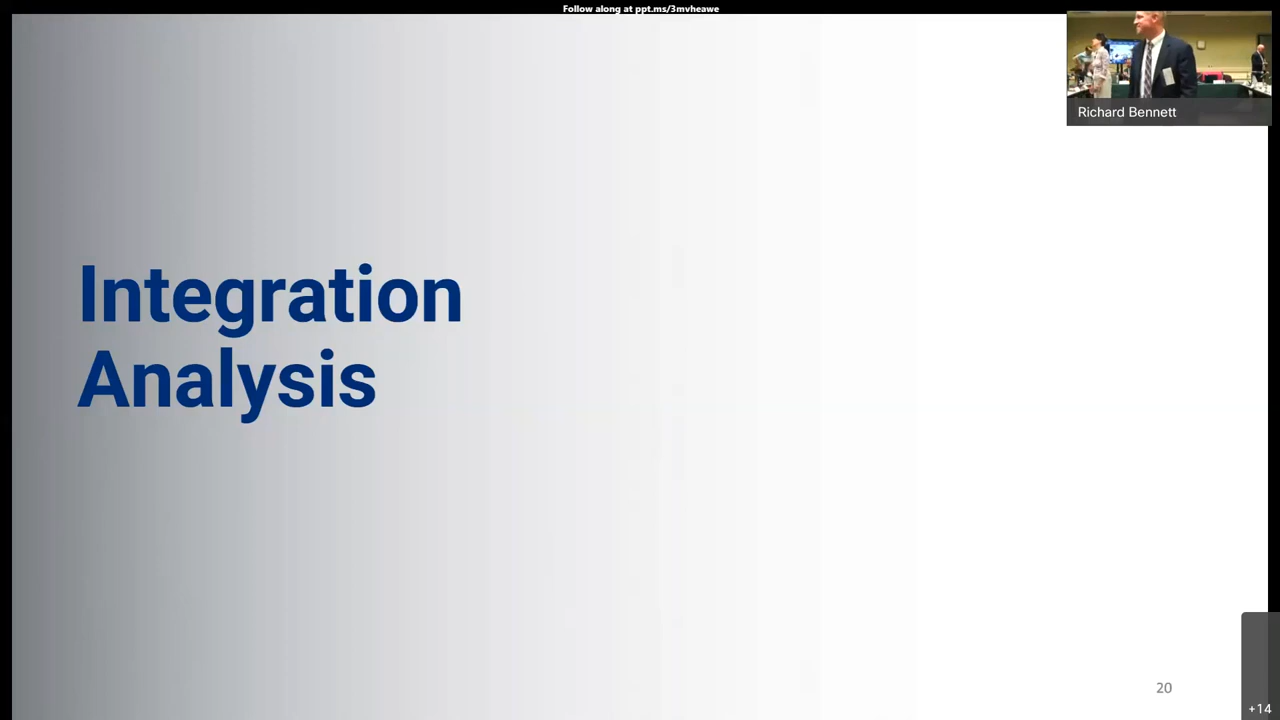 Follow along at ppt.ms/3mvheawe
Richard Bennett
Integration
Analysis
20
+14